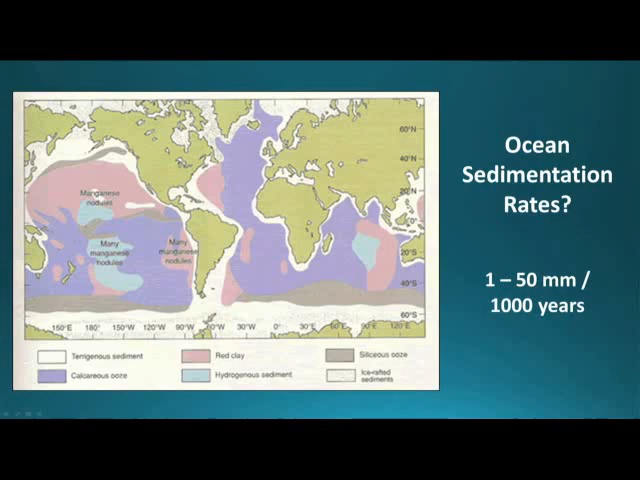 Ocean
Sedimentation
Rates?
1 – 50 mm /
1000 years
60°N
40°N
20°N
0°
20°S
40°S
60°S
Manganese
nodules
Many
manganese
nodules
Many
manganese
nodules
150°E 180° 150°W 120°W 90°W 60°W 30°W 0° 30°E 60°E 90°E 120°E
Terrigenous sediment
Red clay
Siliceous ooze
Calcareous ooze
Hydrogenous sediment
Ice-rafted
sediments